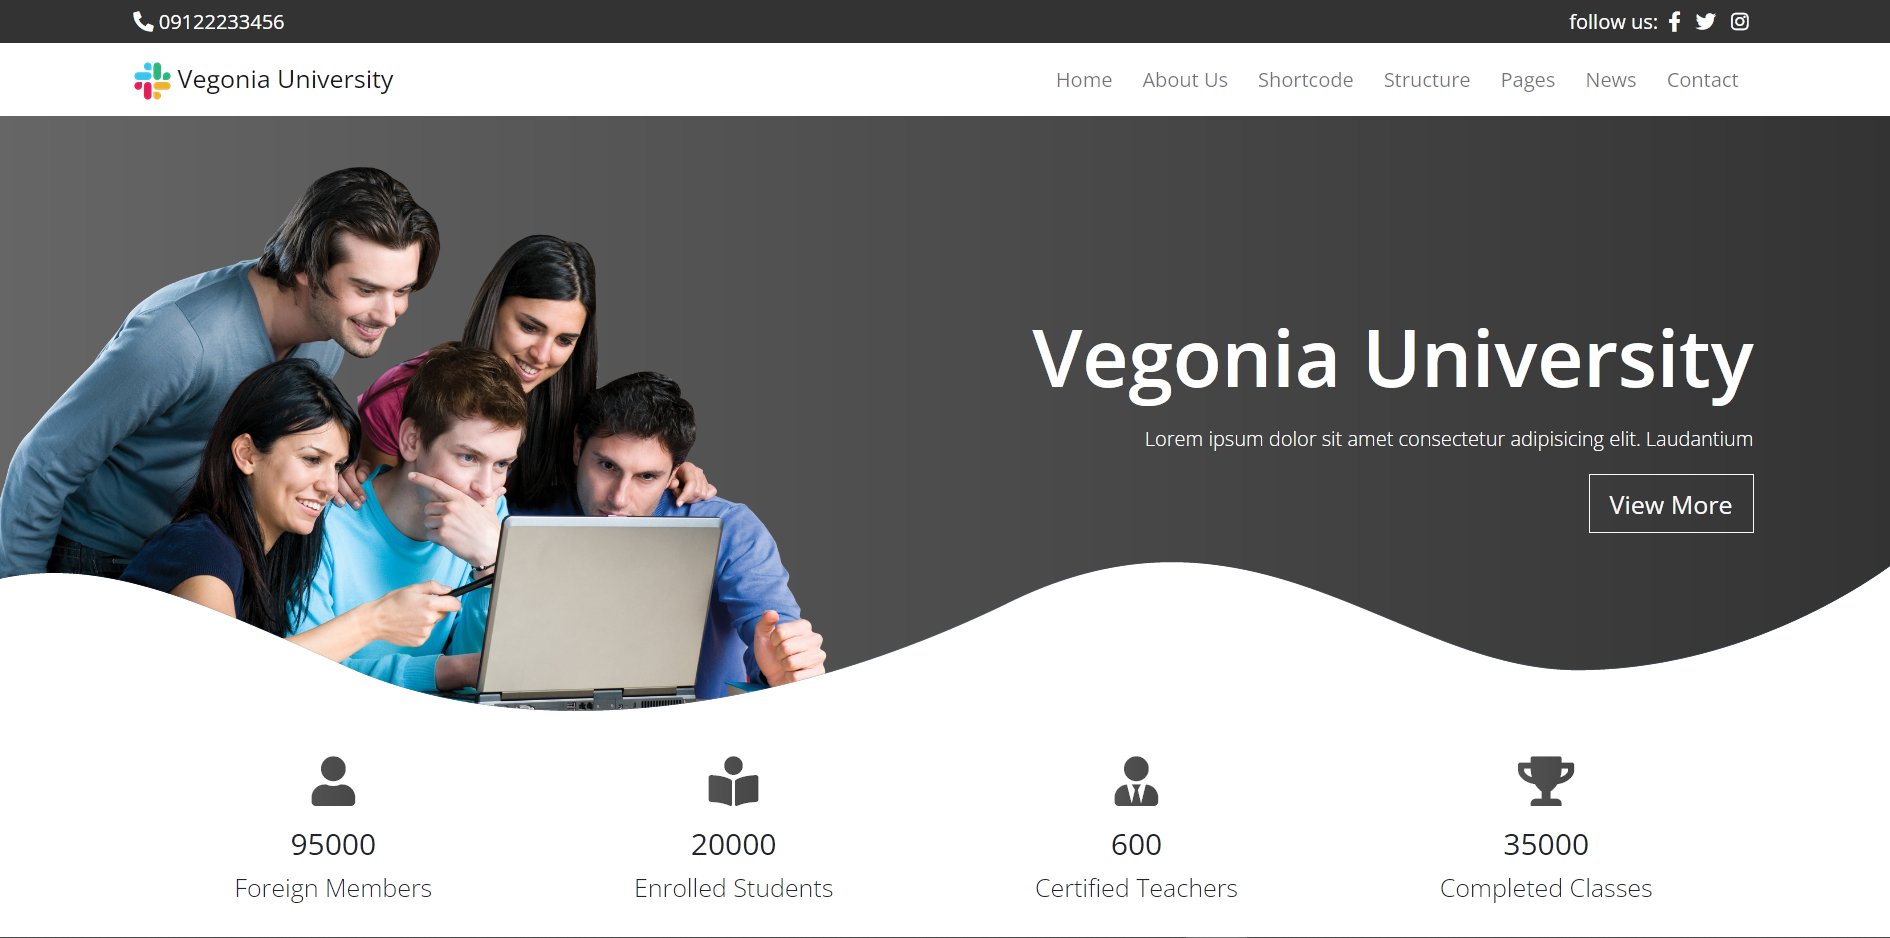 09122233456
follow us:
Vegonia University
Home About Us Shortcode Structure Pages News Contact
Vegonia University
Lorem ipsum dolor sit amet consectetur adipisicing elit. Laudantium
View More
95000
Foreign Members
20000
Enrolled Students
600
Certified Teachers
35000
Completed Classes